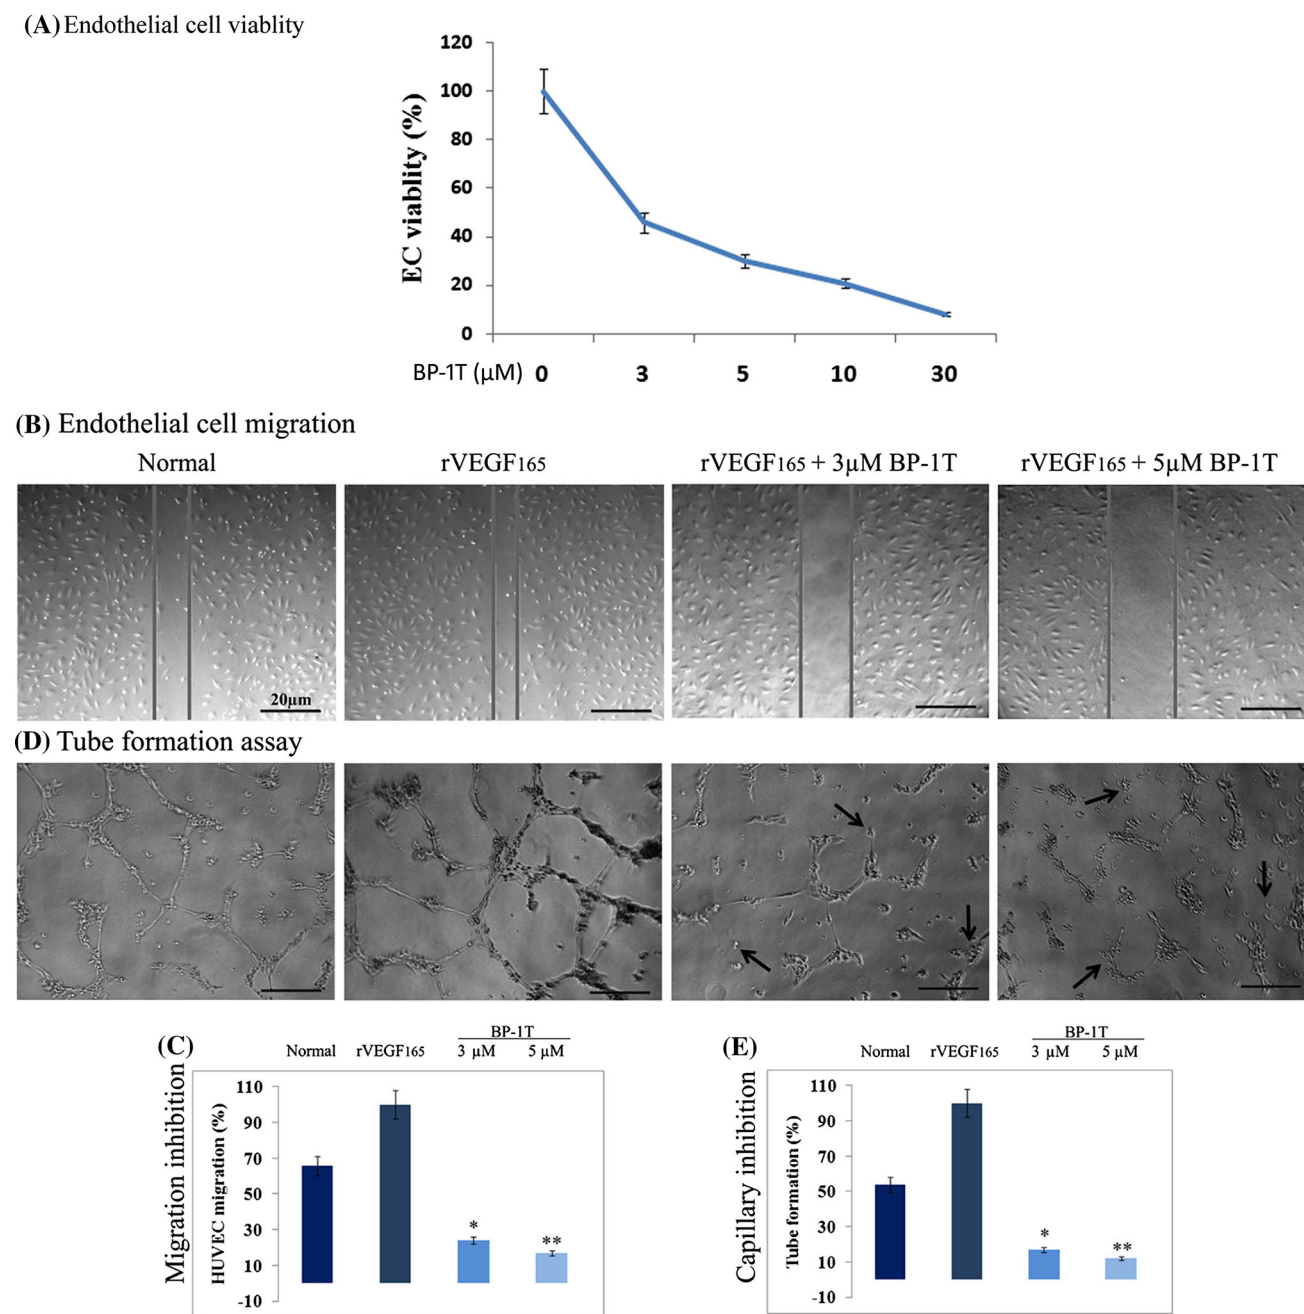 (A) Endothelial cell viablity
120
100
80
60
40
20
0
EC viablity (%)
BP-1T (µM) 0 3 5 10 30
(B) Endothelial cell migration
Normal rVEGF165 rVEGF165 + 3µM BP-1T rVEGF165 + 5µM BP-1T
20µm
(D) Tube formation assay
(C)
Migration inhibition
BP-1T
Normal rVEGF165 3 µM 5 µM
HUVEC migration (%)
110
90
70
50
30
10
-10
*
**
(E)
Capillary inhibition
BP-1T
Normal rVEGF165 3 µM 5 µM
Tube formation (%)
110
90
70
50
30
10
-10
*
**